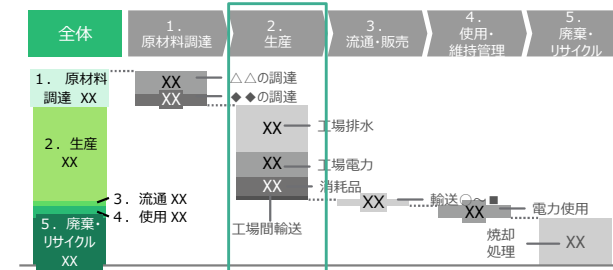 全体
1.
原材料調達
2.
生産
3.
流通・販売
4.
使用・
維持管理
5.
廃棄・
リサイクル
1. 原材料
調達 XX
2. 生産
XX
3. 流通 XX
4. 使用 XX
5. 廃棄・
リサイクル
XX
XX
△△の調達
XX
◆◆の調達
XX
工場排水
XX
工場電力
XX
消耗品
工場間輸送
XX
輸送○～■
XX
電力使用
焼却
処理
XX